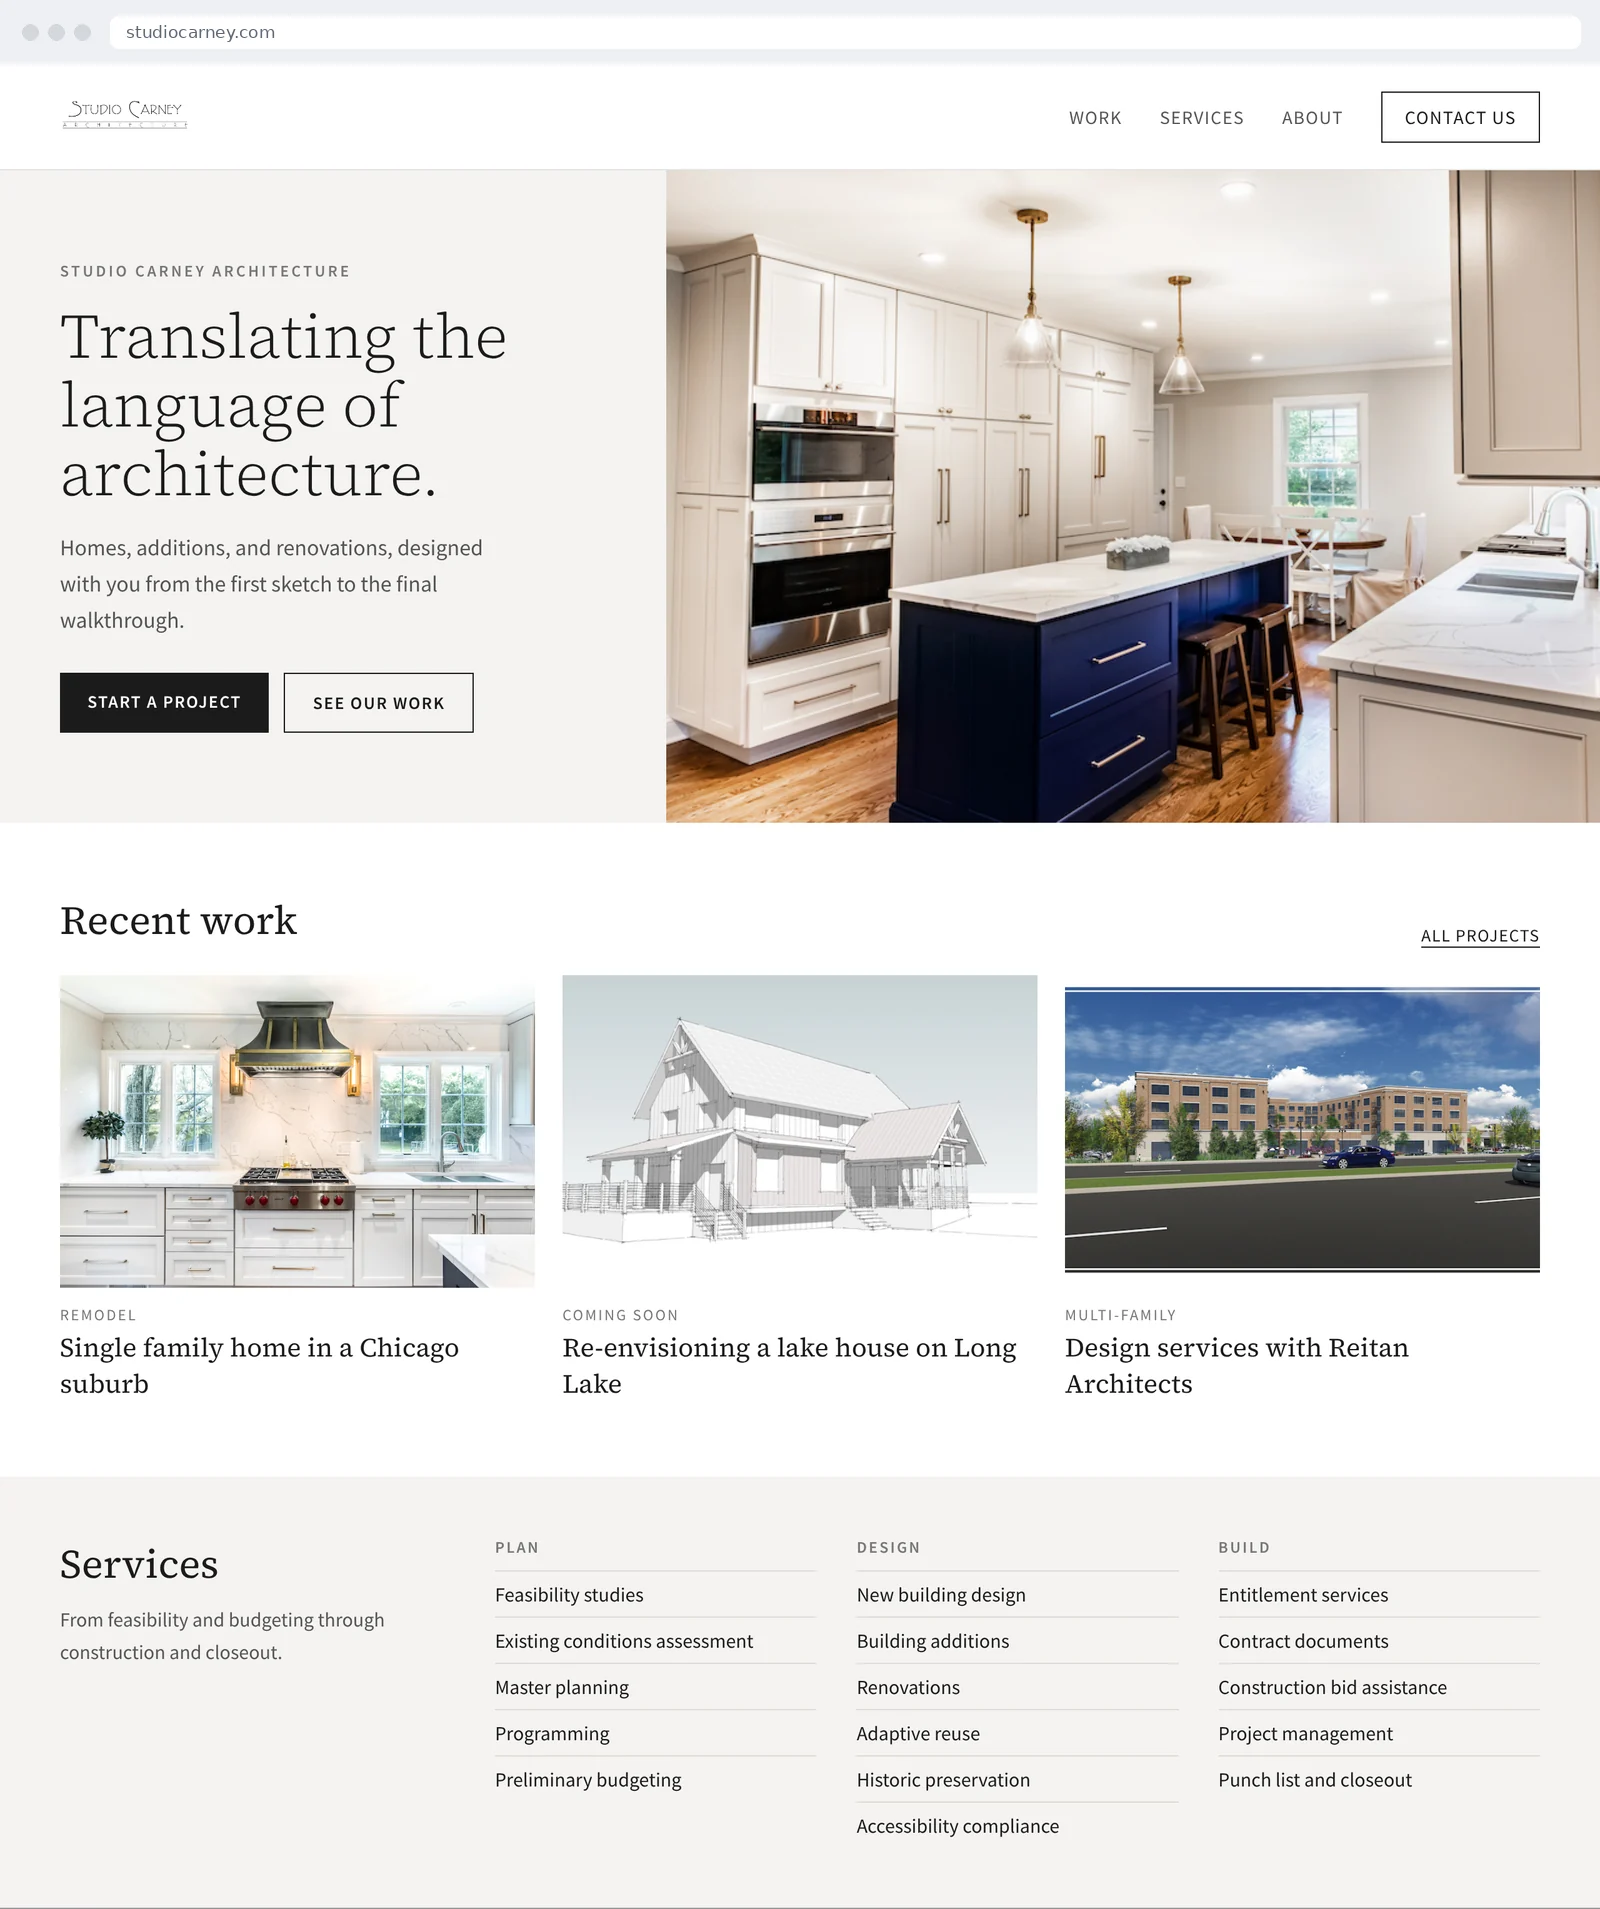 studiocarney.com
STUDIO CARNEY
ARCHITECTURE
WORK
SERVICES
ABOUT
CONTACT US
STUDIO CARNEY ARCHITECTURE
Translating the
language of
architecture.
Homes, additions, and renovations, designed
with you from the first sketch to the final
walkthrough.
START A PROJECT
SEE OUR WORK
Recent work
ALL PROJECTS
REMODEL
Single family home in a Chicago
suburb
COMING SOON
Re-envisioning a lake house on Long
Lake
MULTI-FAMILY
Design services with Reitan
Architects
Services
From feasibility and budgeting through
construction and closeout.
PLAN
Feasibility studies
Existing conditions assessment
Master planning
Programming
Preliminary budgeting
DESIGN
New building design
Building additions
Renovations
Adaptive reuse
Historic preservation
Accessibility compliance
BUILD
Entitlement services
Contract documents
Construction bid assistance
Project management
Punch list and closeout